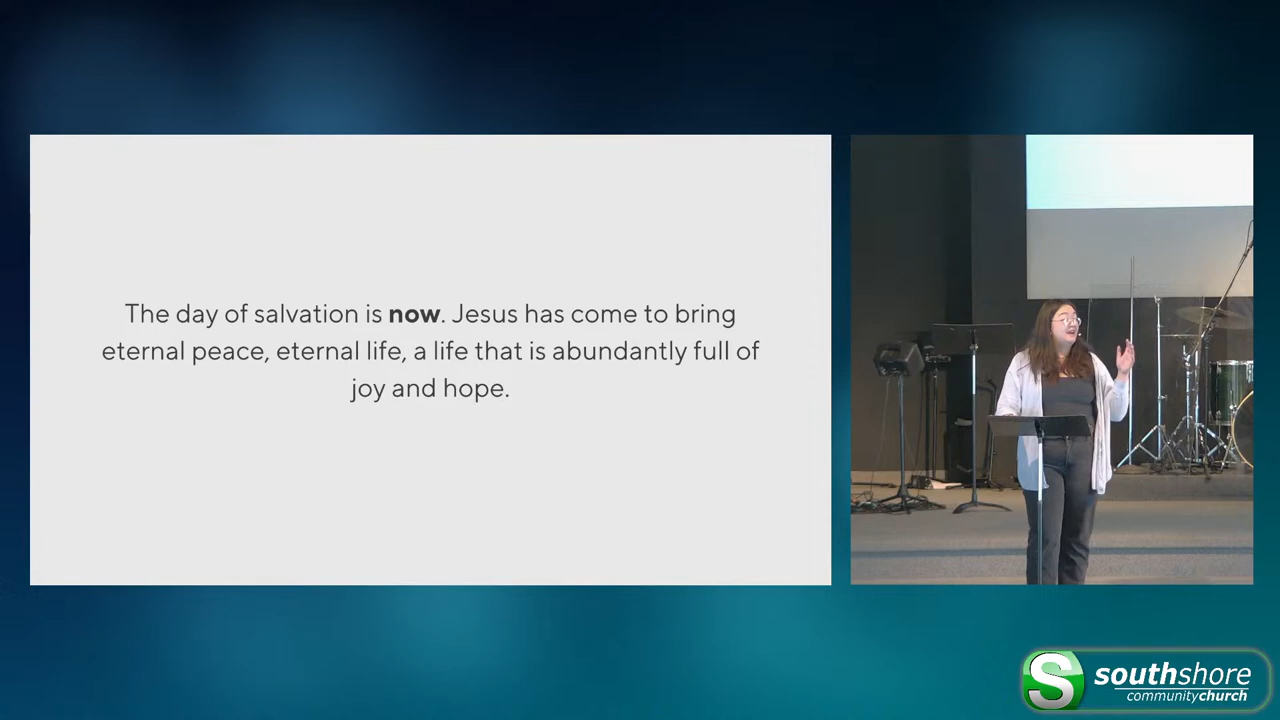 The day of salvation is now. Jesus has come to bring
eternal peace, eternal life, a life that is abundantly full of
joy and hope.
S southshore
communitychurch